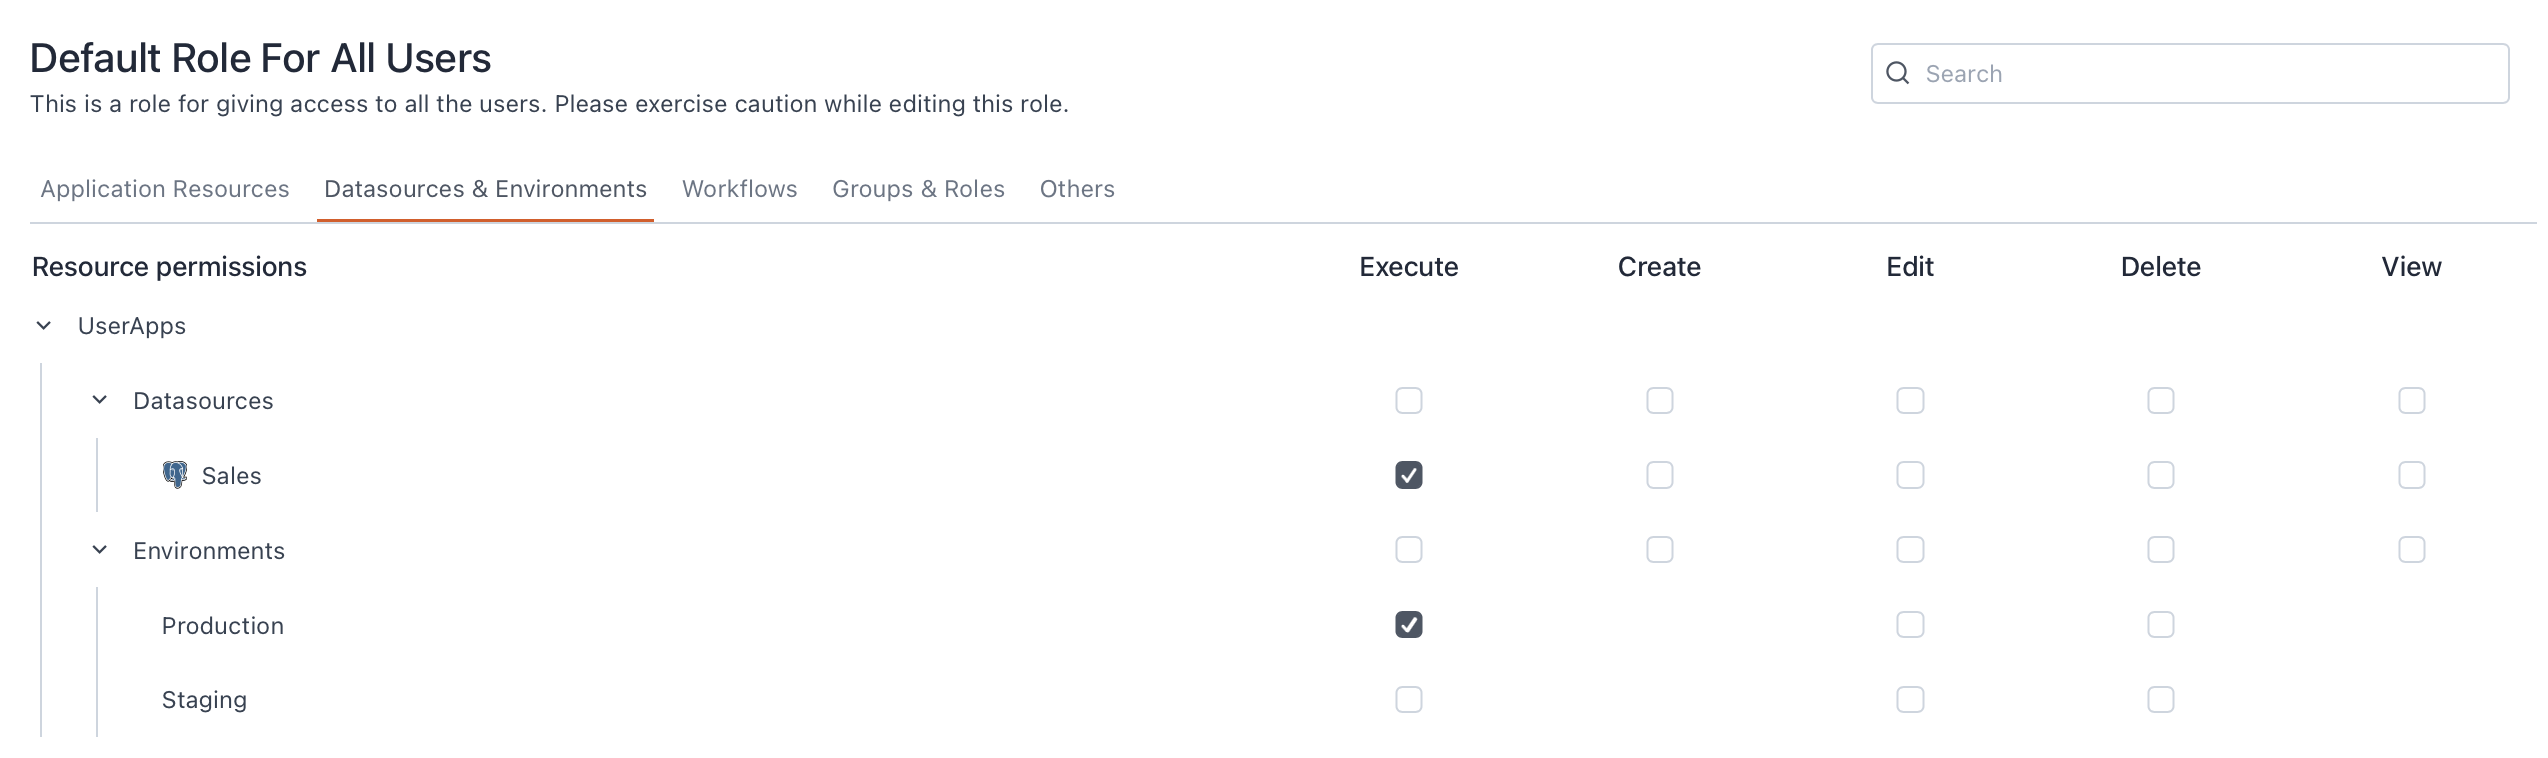 Default Role For All Users
Search
This is a role for giving access to all the users. Please exercise caution while editing this role.
Application Resources Datasources & Environments Workflows Groups & Roles Others
Resource permissions Execute Create Edit Delete View
UserApps
Datasources
Sales
Environments
Production
Staging